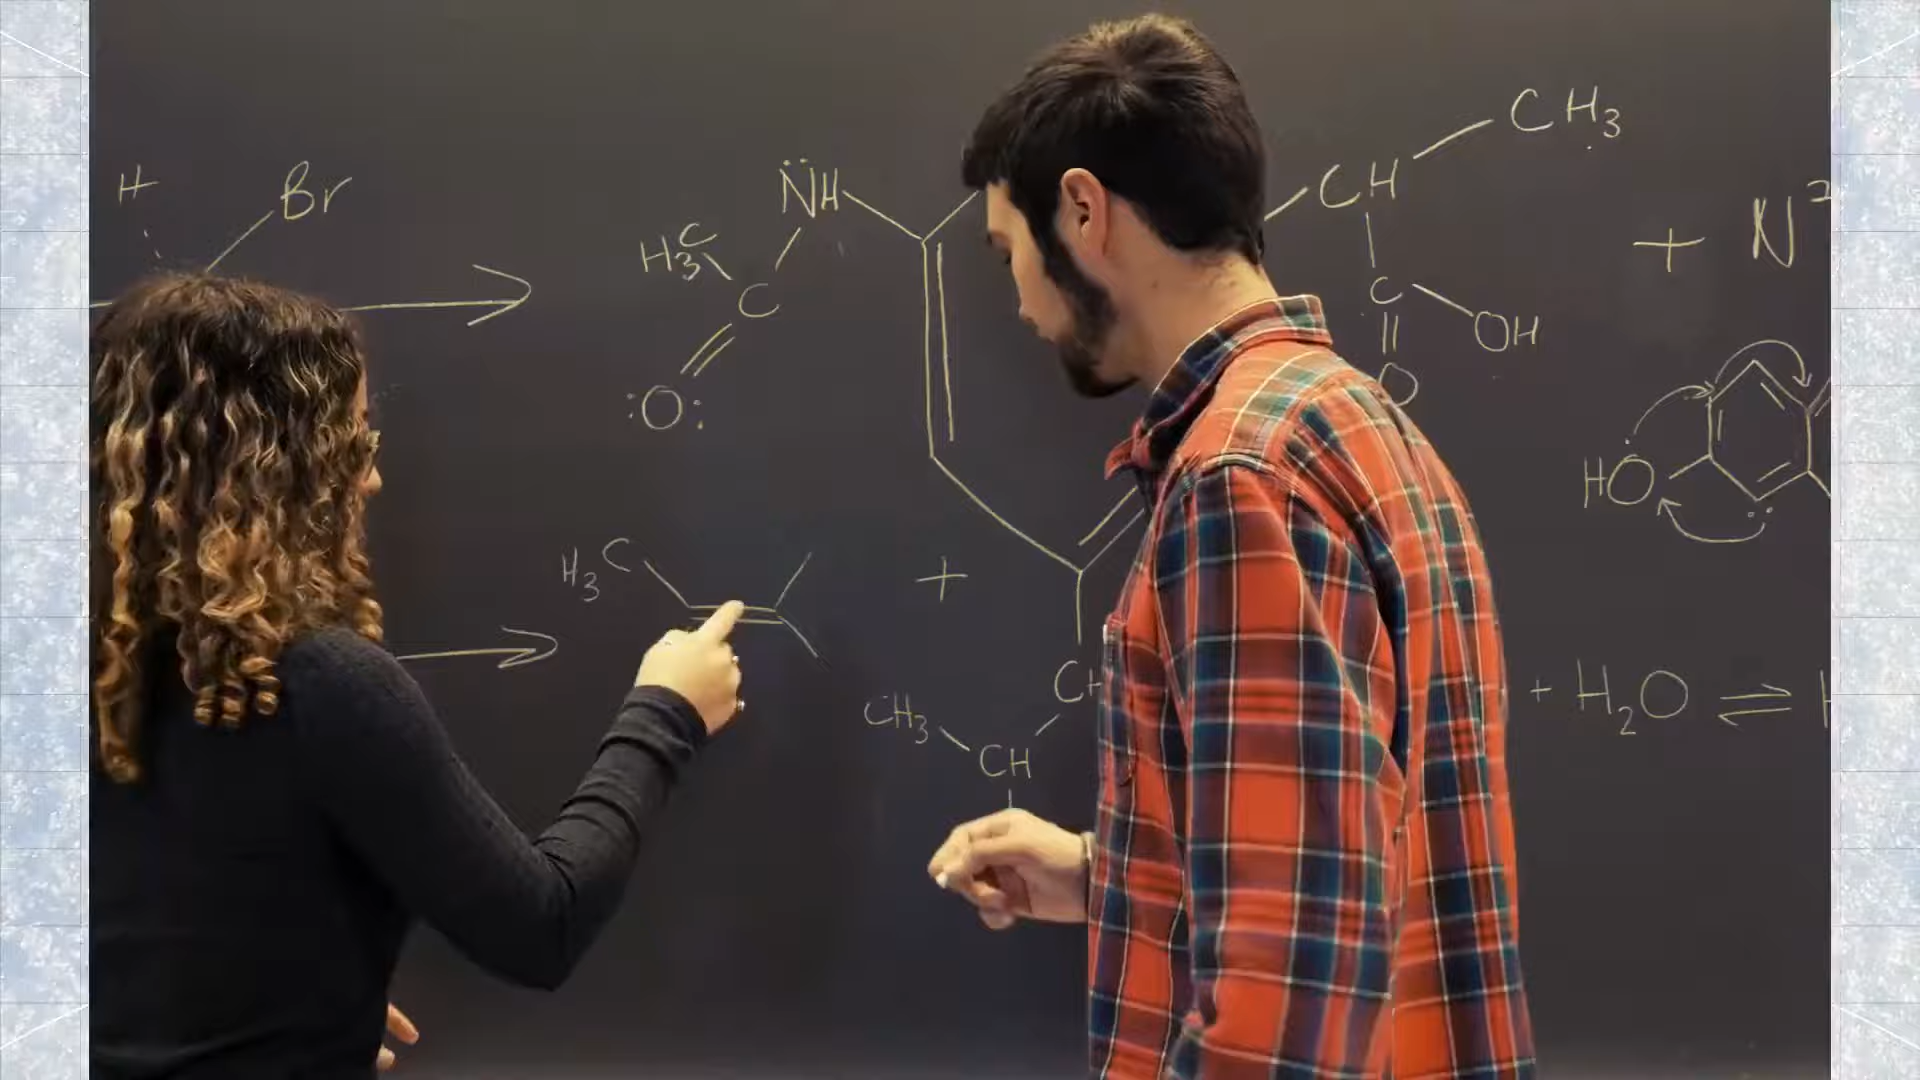 H
Br
NH
H3C
C
:O:
CH3
CH
C
OH
O
+ N
HO
H3C
+
CH3
CH
+ H2O ⇌